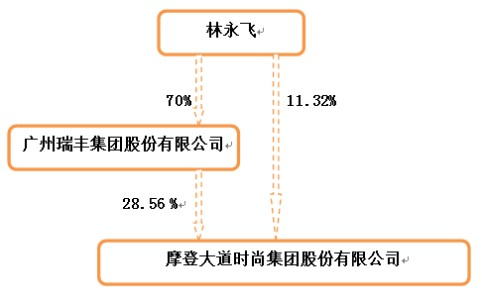 林永飞
70%
11.32%
广州瑞丰集团股份有限公司
28.56%
摩登大道时尚集团股份有限公司